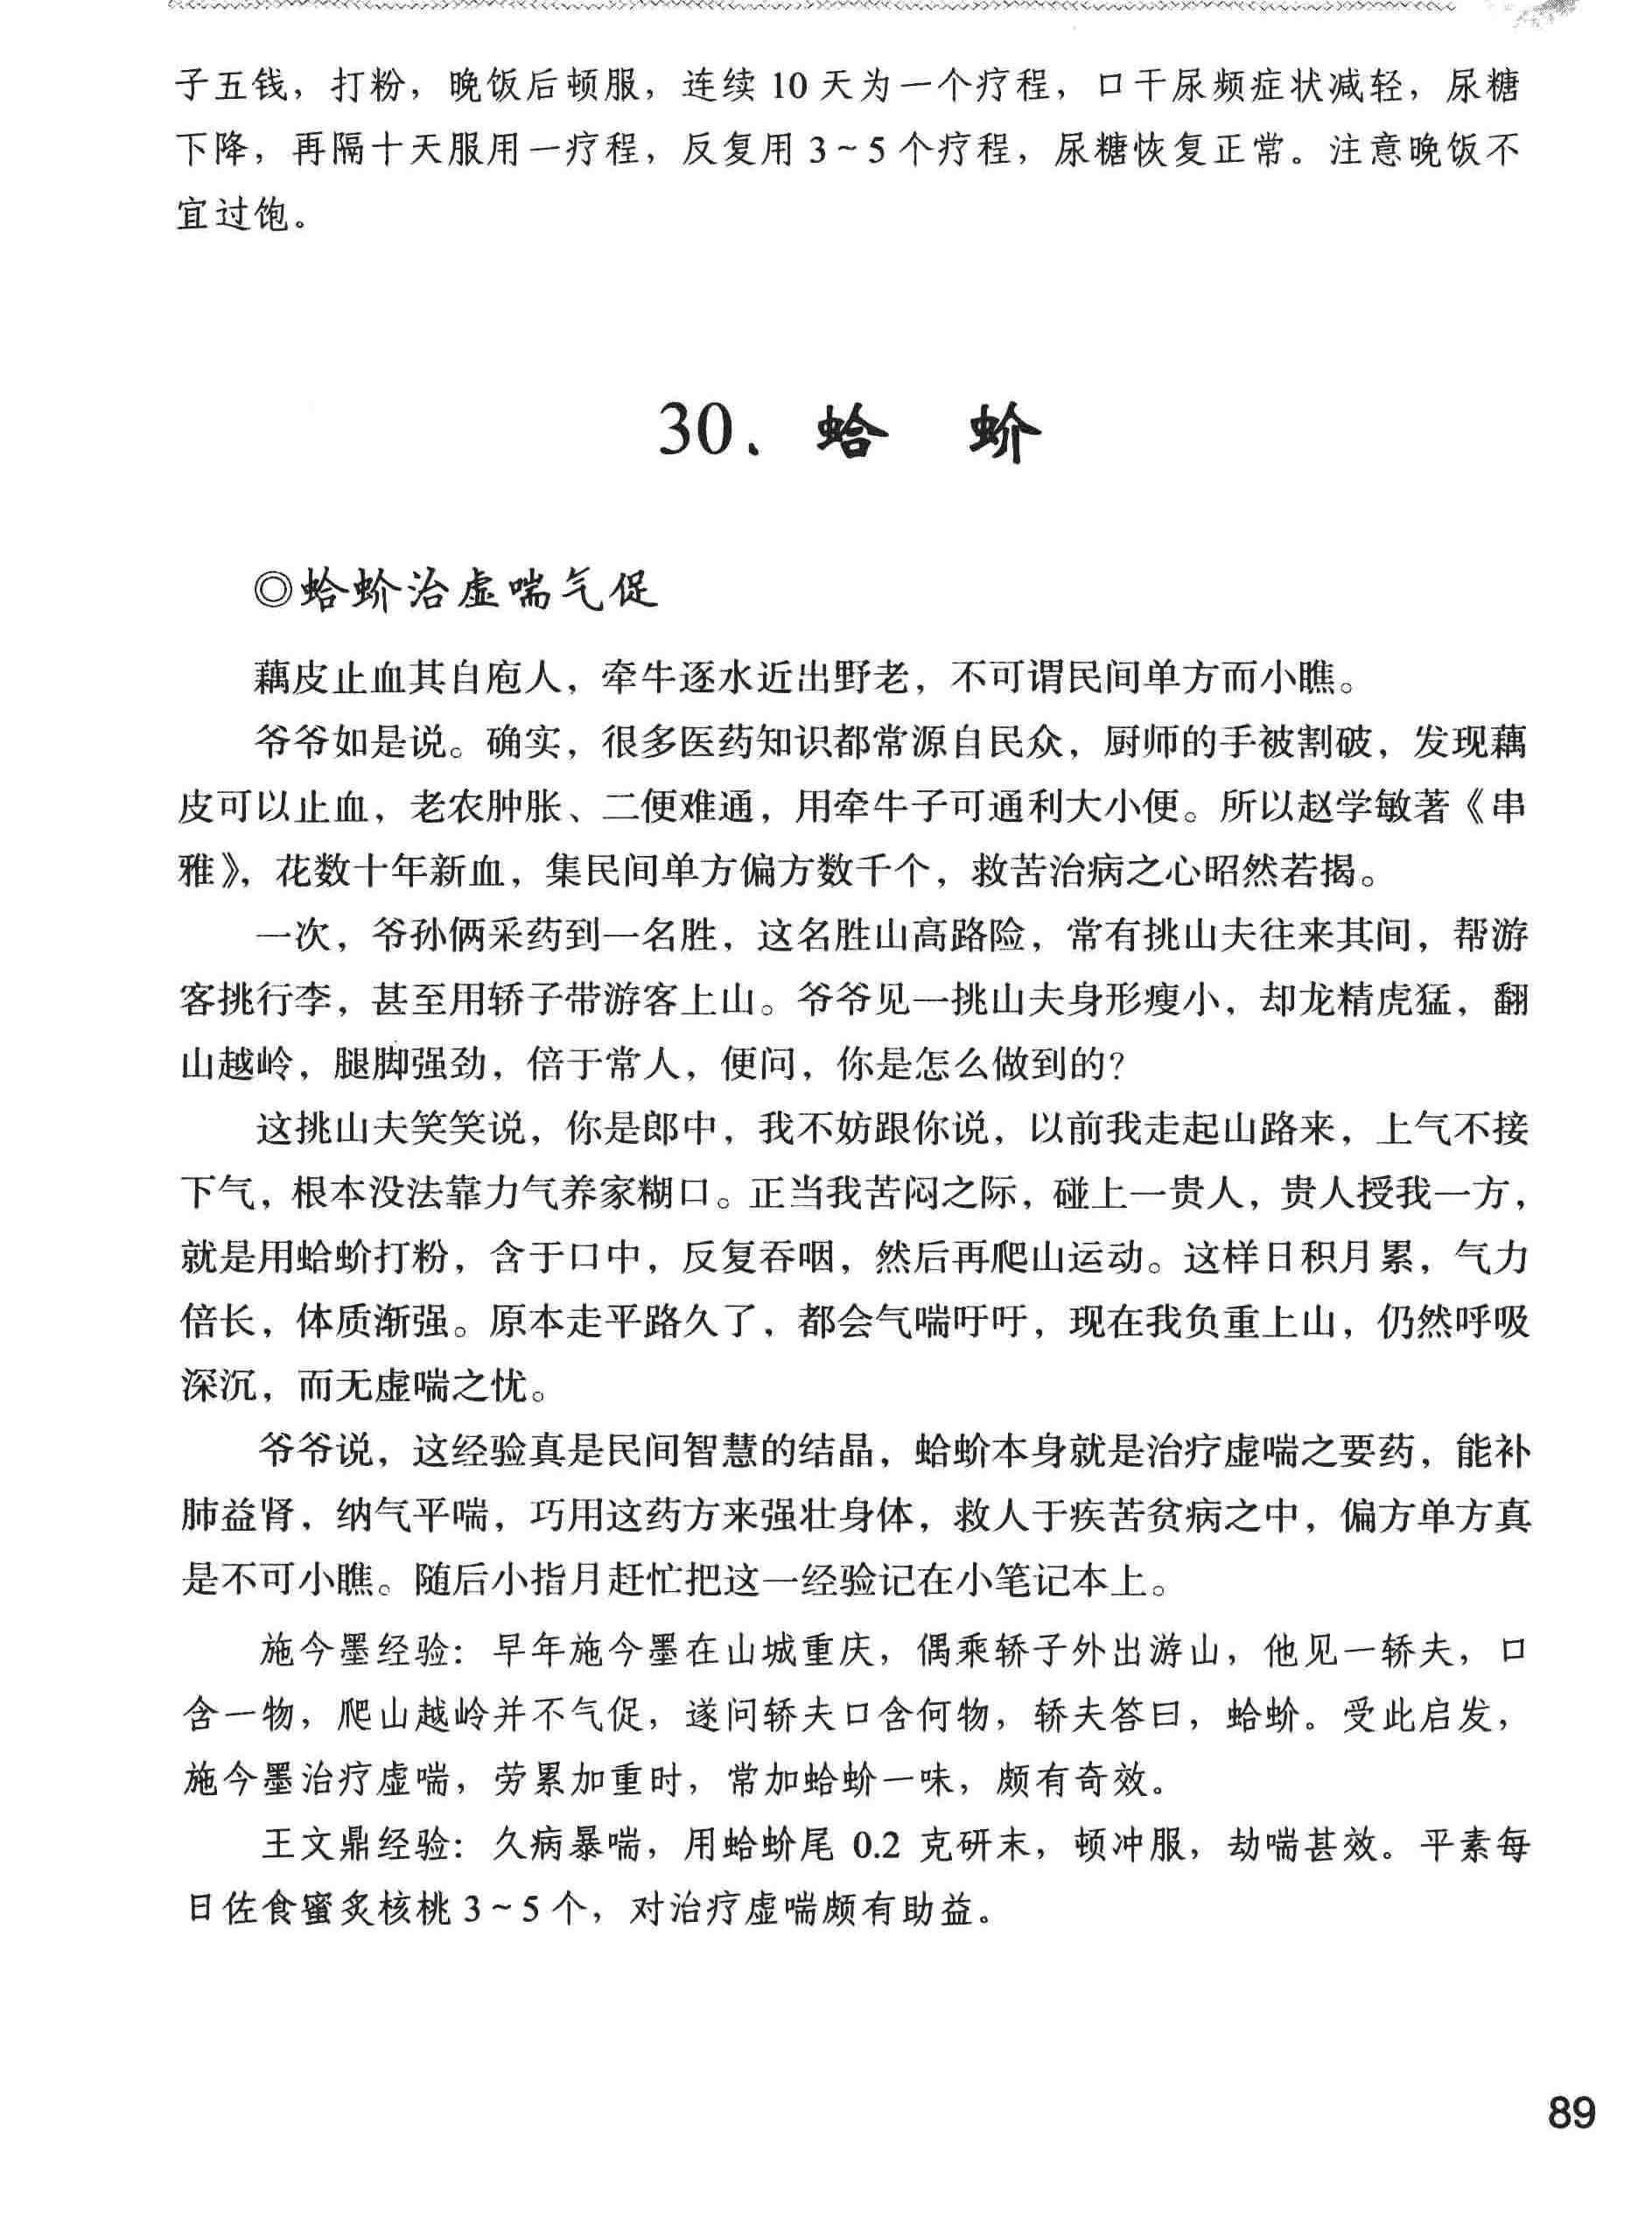 子五钱，打粉，晚饭后顿服，连续 10 天为一个疗程，口干尿频症状减轻，尿糖
下降，再隔十天服用一疗程，反复用 3～5 个疗程，尿糖恢复正常。注意晚饭不
宜过饱。
30、蛤　蚧
◎蛤蚧治虚喘气促
藕皮止血其自庖人，牵牛逐水近出野老，不可谓民间单方而小瞧。
爷爷如是说。确实，很多医药知识都常源自民众，厨师的手被割破，发现藕
皮可以止血，老农肿胀、二便难通，用牵牛子可通利大小便。所以赵学敏著《串
雅》，花数十年新血，集民间单方偏方数千个，救苦治病之心昭然若揭。
一次，爷孙俩采药到一名胜，这名胜山高路险，常有挑山夫往来其间，帮游
客挑行李，甚至用轿子带游客上山。爷爷见一挑山夫身形瘦小，却龙精虎猛，翻
山越岭，腿脚强劲，倍于常人，便问，你是怎么做到的？
这挑山夫笑笑说，你是郎中，我不妨跟你说，以前我走起山路来，上气不接
下气，根本没法靠力气养家糊口。正当我苦闷之际，碰上一贵人，贵人授我一方，
就是用蛤蚧打粉，含于口中，反复吞咽，然后再爬山运动。这样日积月累，气力
倍长，体质渐强。原本走平路久了，都会气喘吁吁，现在我负重上山，仍然呼吸
深沉，而无虚喘之忧。
爷爷说，这经验真是民间智慧的结晶，蛤蚧本身就是治疗虚喘之要药，能补
肺益肾，纳气平喘，巧用这药方来强壮身体，救人于疾苦贫病之中，偏方单方真
是不可小瞧。随后小指月赶忙把这一经验记在小笔记本上。
施今墨经验：早年施今墨在山城重庆，偶乘轿子外出游山，他见一轿夫，口
含一物，爬山越岭并不气促，遂问轿夫口含何物，轿夫答曰，蛤蚧。受此启发，
施今墨治疗虚喘，劳累加重时，常加蛤蚧一味，颇有奇效。
王文鼎经验：久病暴喘，用蛤蚧尾 0.2 克研末，顿冲服，劫喘甚效。平素每
日佐食蜜炙核桃 3～5 个，对治疗虚喘颇有助益。
89